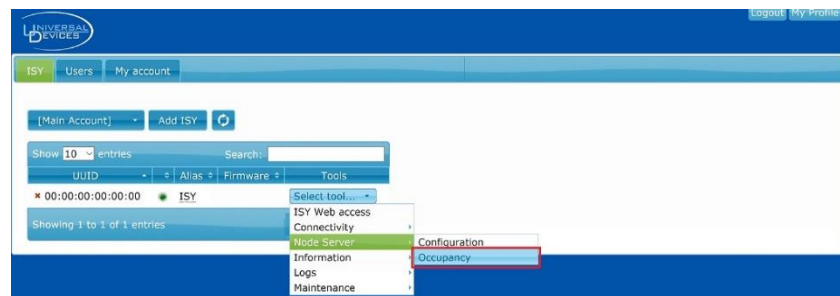 Logout My Profile
UNIVERSAL
DEVICES
ISY Users My account
[Main Account] Add ISY
Show 10 entries Search:
UUID Alias Firmware Tools
00:00:00:00:00:00 ISY Select tool...
ISY Web access
Showing 1 to 1 of 1 entries
Connectivity
Node Server Configuration
Information Occupancy
Logs
Maintenance